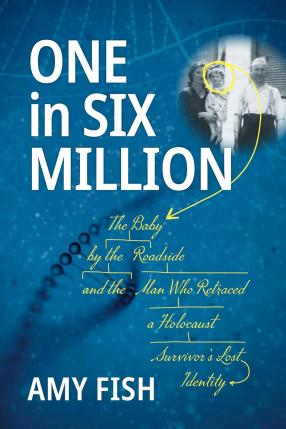 ONE
in SIX
MILLION
The Baby
by the Roadside
and the Man Who Retraced
a Holocaust
Survivor's Lost
Identity
AMY FISH